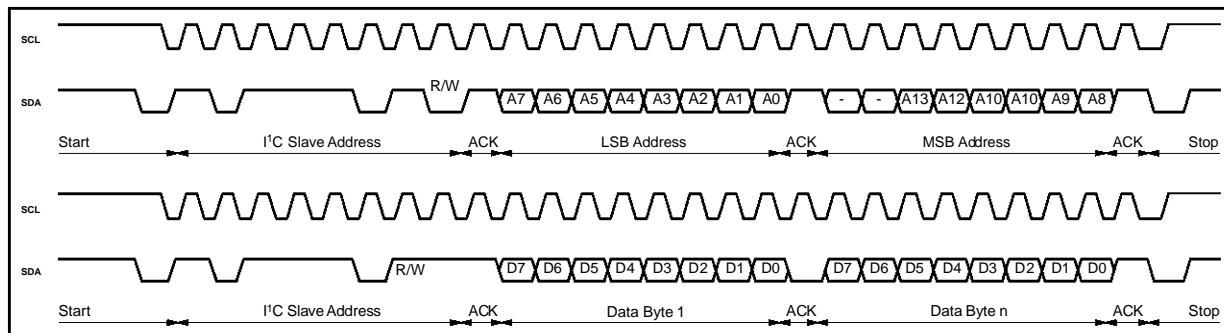 SCL
R/W
SDA A7 A6 A5 A4 A3 A2 A1 A0 - - A13 A12 A10 A10 A9 A8
Start I¹C Slave Address ACK LSB Address ACK MSB Address ACK Stop
SCL
SDA R/W D7 D6 D5 D4 D3 D2 D1 D0 D7 D6 D5 D4 D3 D2 D1 D0
Start I¹C Slave Address ACK Data Byte 1 ACK Data Byte n ACK Stop